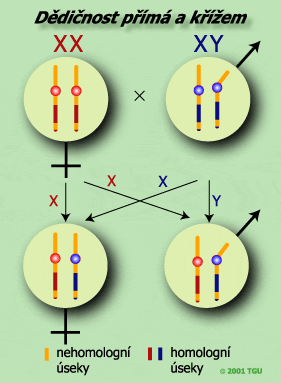 Dědičnost přímá a křížem
XX XY
×
X X X Y
nehomologní úseky
homologní úseky
© 2001 TGU